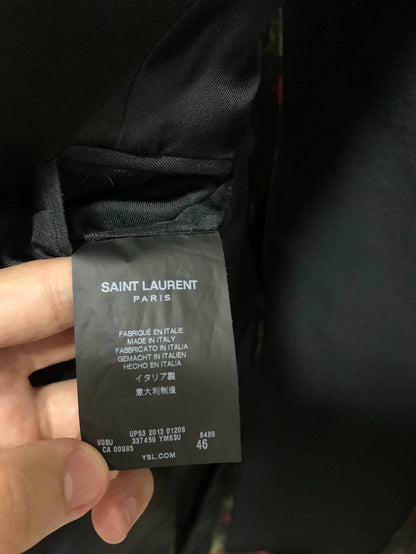 SAINT LAURENT
PARIS
FABRIQUÉ EN ITALIE
MADE IN ITALY
FABBRICATO IN ITALIA
GEMACHT IN ITALIEN
HECHO EN ITALIA
イタリア製
意大利制造
UP53 2013 01206
V08U 337459 YM63U 8409
CA 00985 46
YSL.COM